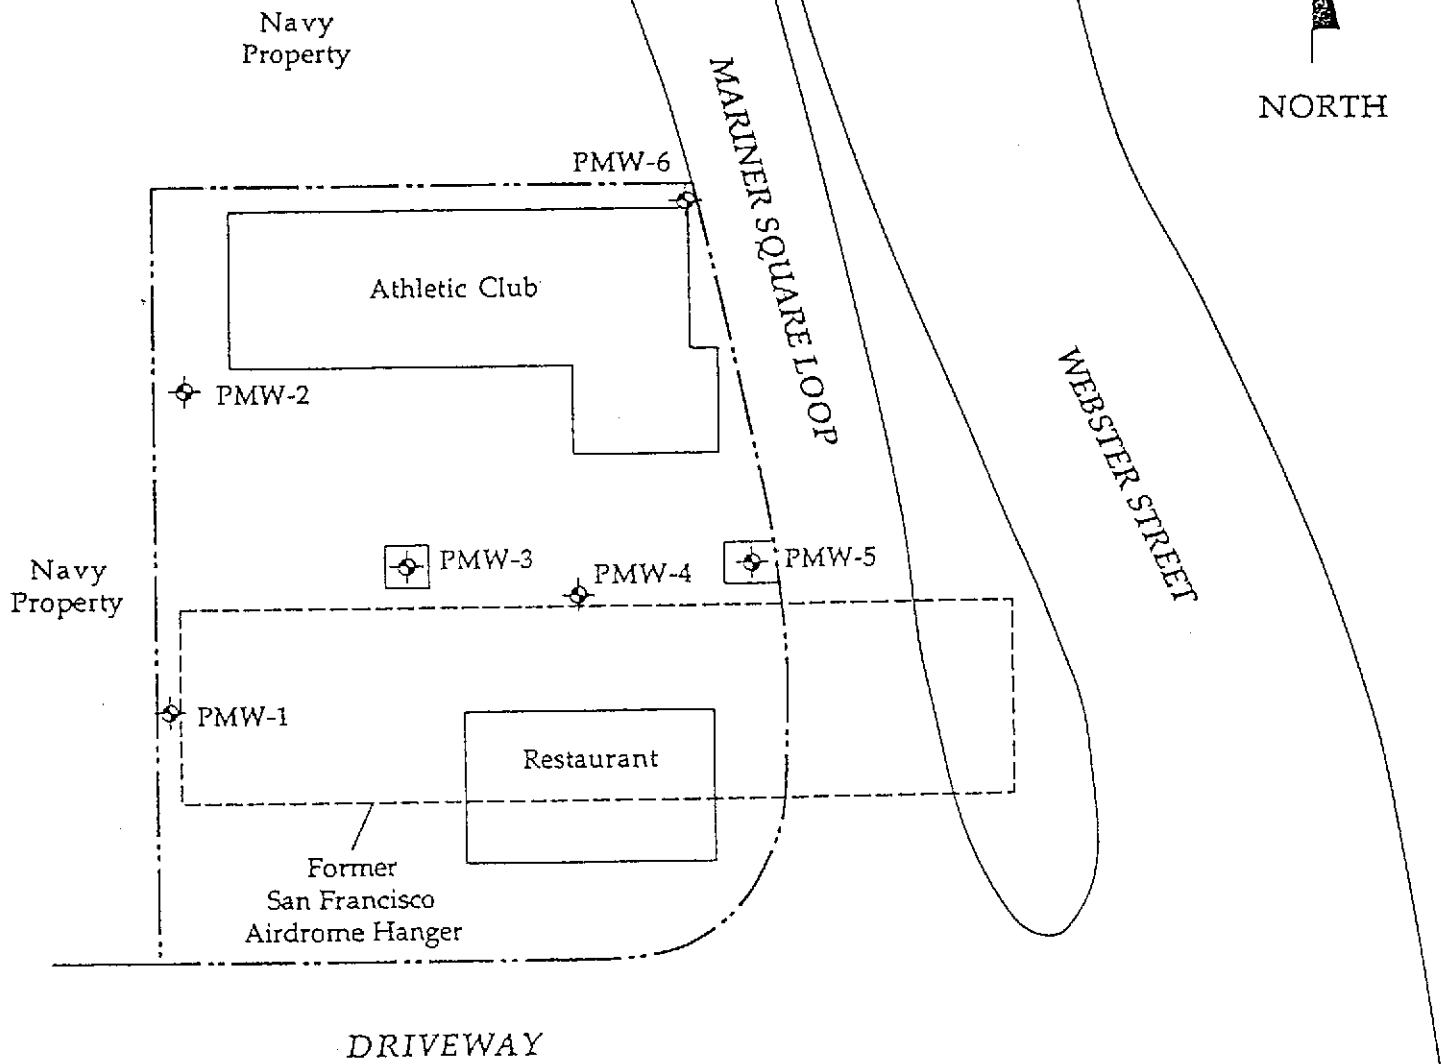 Navy
Property
NORTH
MARINER SQUARE LOOP
PMW-6
Athletic Club
PMW-2
WEBSTER STREET
PMW-3
PMW-4
PMW-5
Navy
Property
PMW-1
Restaurant
Former
San Francisco
Airdrome Hanger
DRIVEWAY